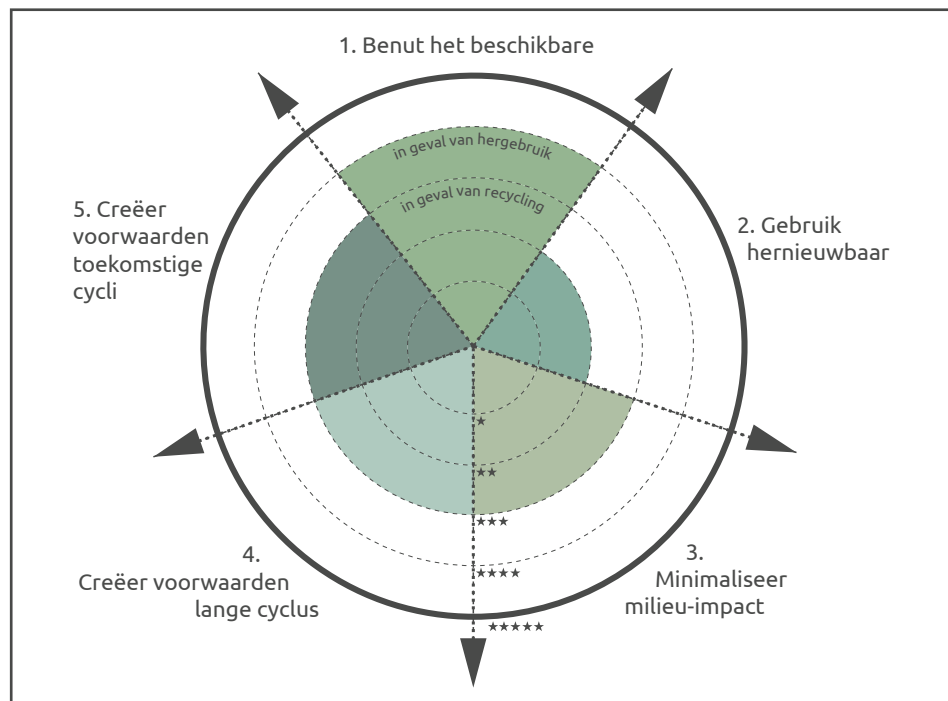 1. Benut het beschikbare
in geval van hergebruik
in geval van recycling
2. Gebruik
hernieuwbaar
3.
Minimaliseer
milieu-impact
4.
Creëer voorwaarden
lange cyclus
5. Creëer
voorwaarden
toekomstige
cycli
★
★★
★★★
★★★★
★★★★★